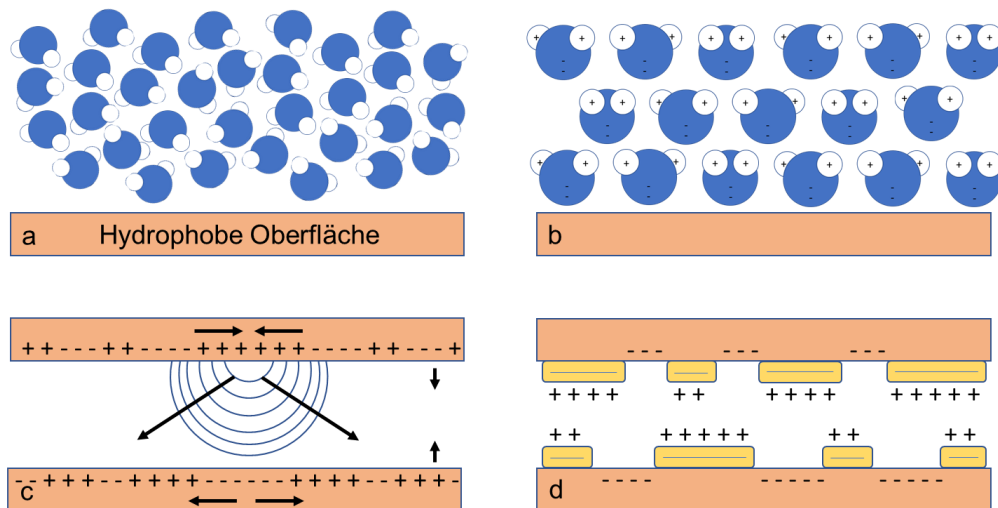 a Hydrophobe Oberfläche
b
+ + - - - + + - - - - + + + + + + - - - - - + + - - - +
- - + + + - - + + + + - - - - - - + + + + - - + + + -
c
- - - - - - - - -
+ + + + + + + + + + + + + + +
+ + + + + + + + + + +
d - - - - - - - - - - - - - -